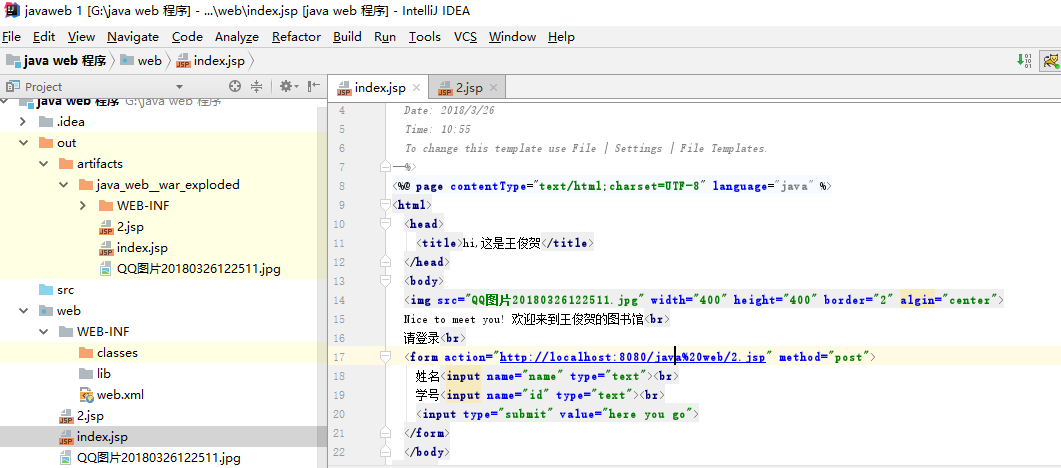 javaweb 1 [G:\java web 程序] - ...\web\index.jsp [java web 程序] - IntelliJ IDEA
File Edit View Navigate Code Analyze Refactor Build Run Tools VCS Window Help
java web 程序 web index.jsp
Project
index.jsp 2.jsp
java web 程序 G:\java web 程序
.idea
out
artifacts
java_web__war_exploded
WEB-INF
2.jsp
index.jsp
QQ图片20180326122511.jpg
src
web
WEB-INF
classes
lib
web.xml
2.jsp
index.jsp
QQ图片20180326122511.jpg
4 Date: 2018/3/26
5 Time: 10:55
6 To change this template use File | Settings | File Templates.
7 --%>
8 <%@ page contentType="text/html;charset=UTF-8" language="java" %>
9 <html>
10 <head>
11 <title>hi,这是王俊贺</title>
12 </head>
13 <body>
14 <img src="QQ图片20180326122511.jpg" width="400" height="400" border="2" algin="center">
15 Nice to meet you! 欢迎来到王俊贺的图书馆<br>
16 请登录<br>
17 <form action="http://localhost:8080/java%20web/2.jsp" method="post">
18 姓名<input name="name" type="text"><br>
19 学号<input name="id" type="text"><br>
20 <input type="submit" value="here you go">
21 </form>
22 </body>